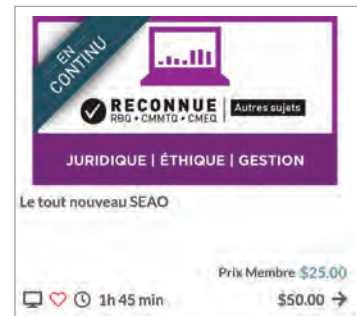 EN
CONTINU
RECONNUE
RBQ • CMMTQ • CMEQ
Autres sujets
JURIDIQUE | ÉTHIQUE | GESTION
Le tout nouveau SEAO
Prix Membre $25.00
1h 45 min
$50.00 →